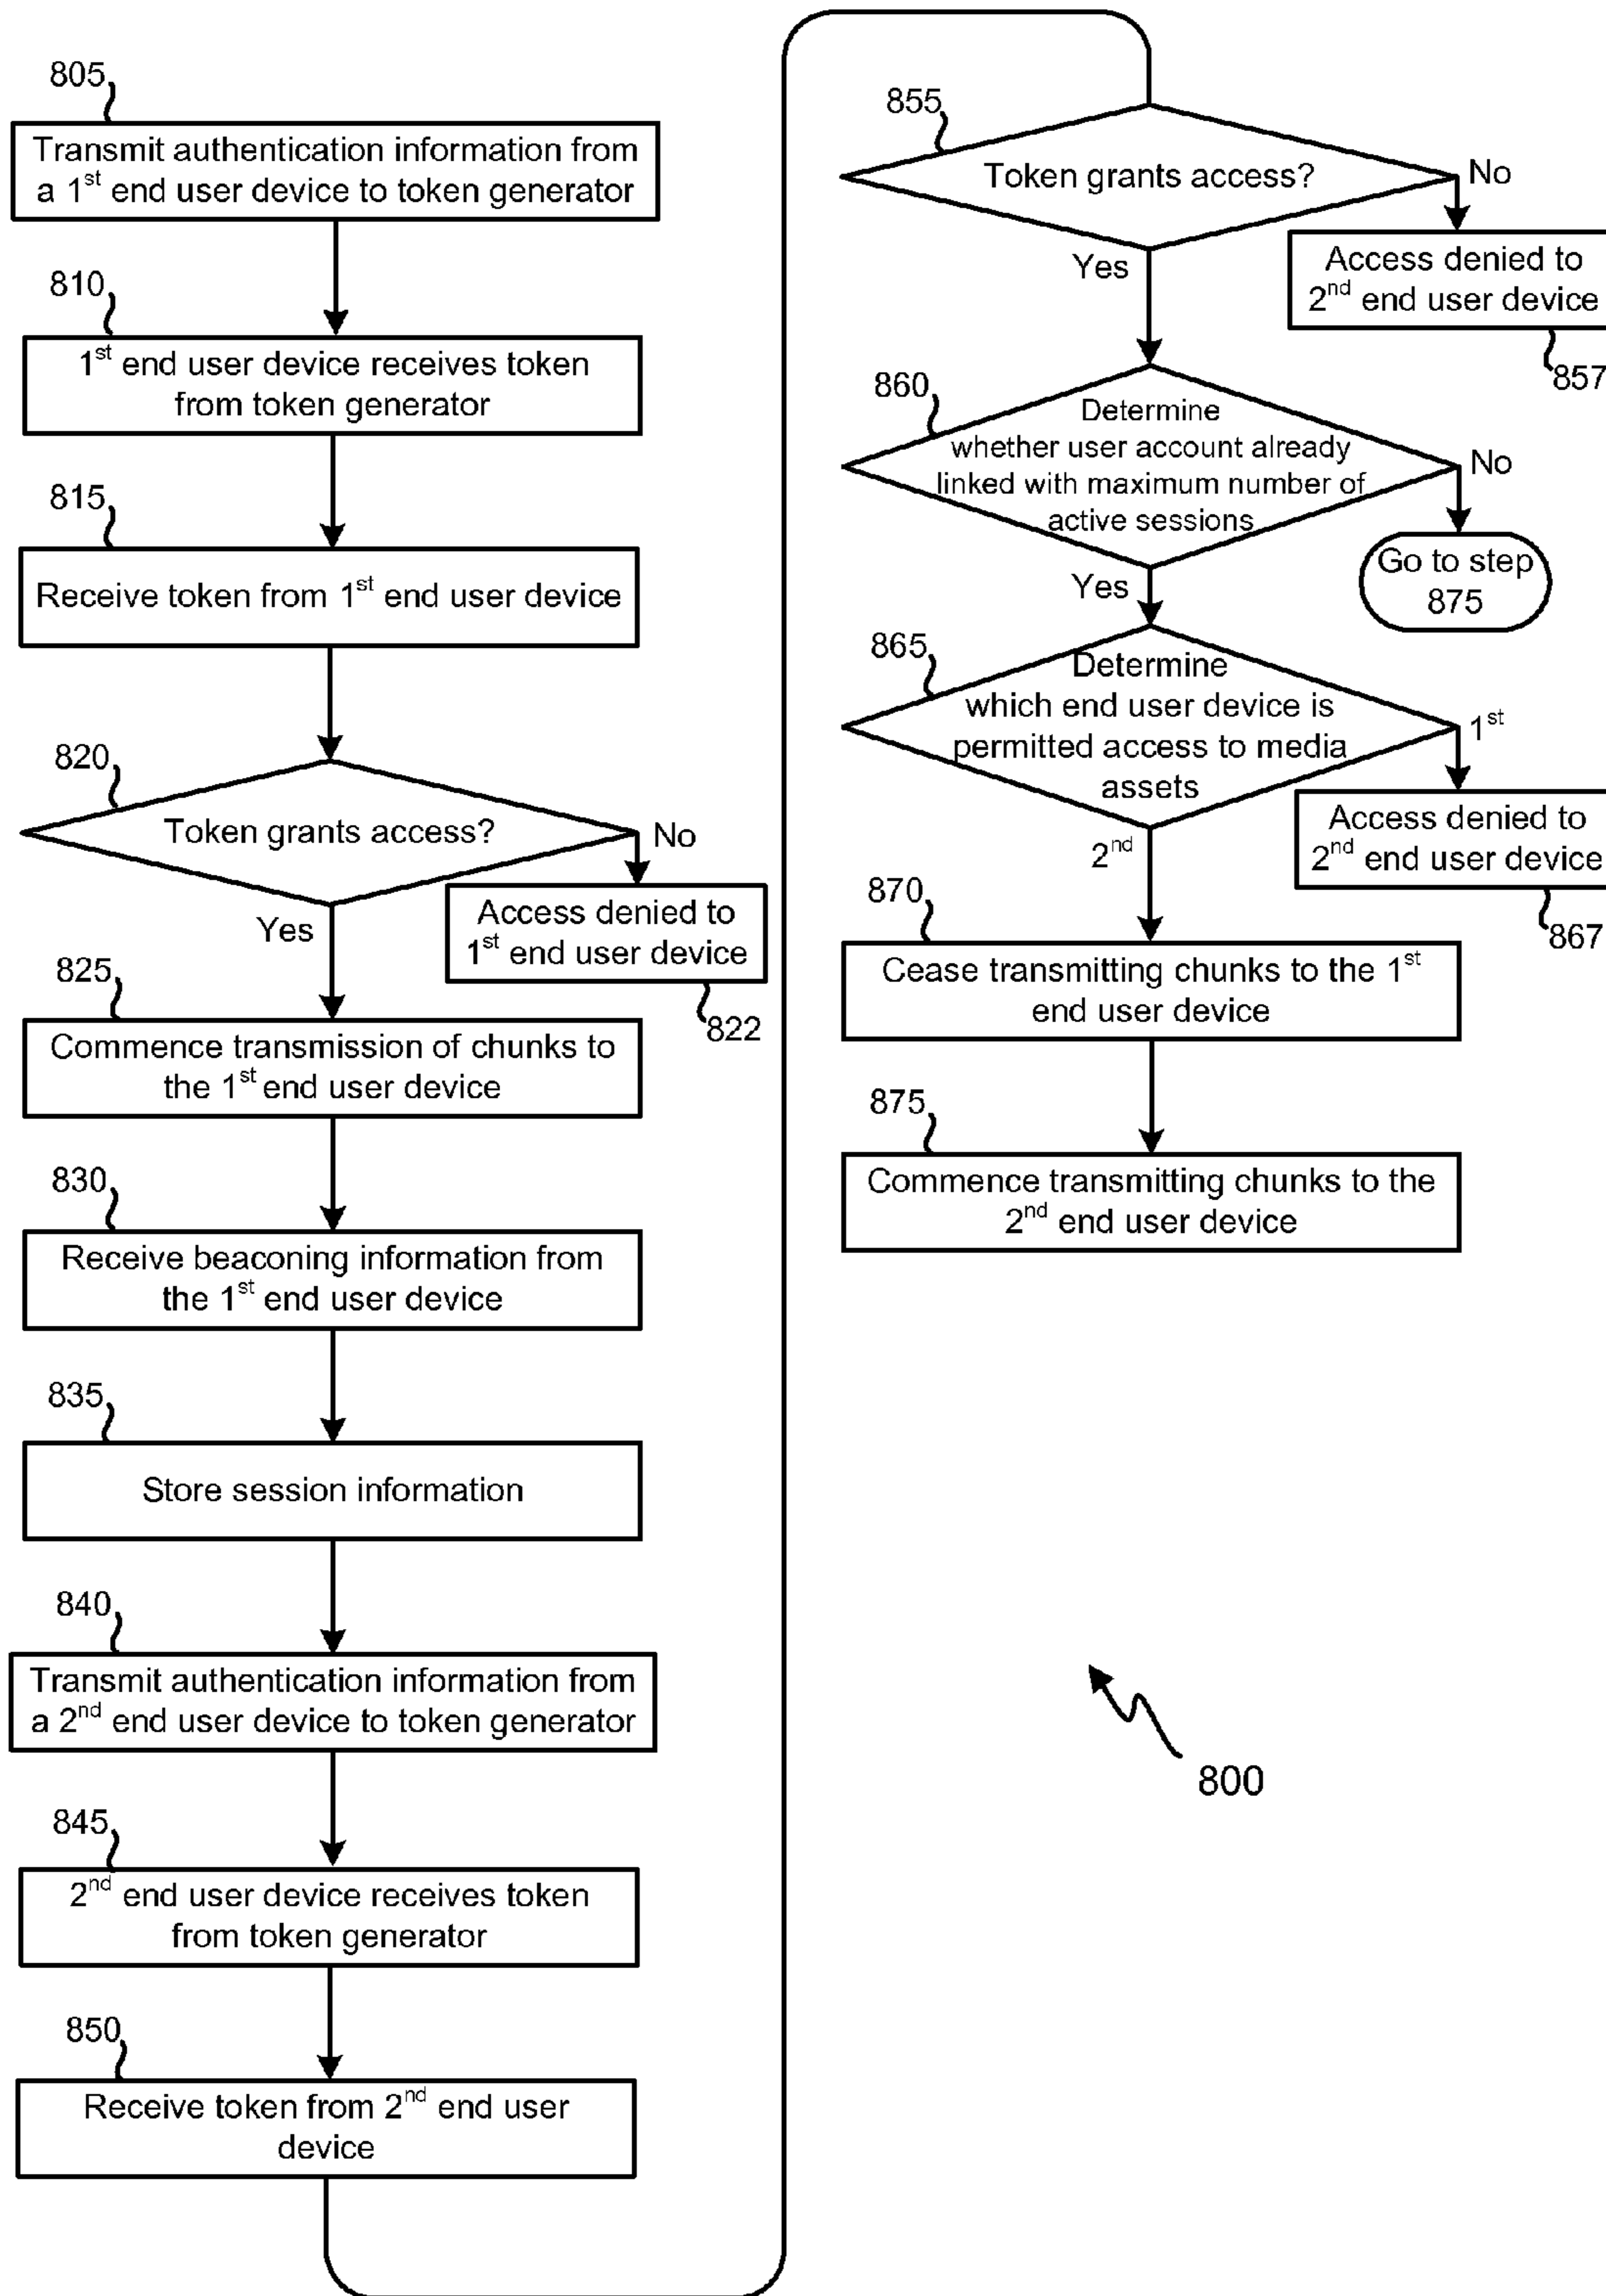 805
Transmit authentication information from
a 1st end user device to token generator
810
1st end user device receives token
from token generator
815
Receive token from 1st end user device
820
Token grants access?
No
Yes
Access denied to
1st end user device
822
825
Commence transmission of chunks to
the 1st end user device
830
Receive beaconing information from
the 1st end user device
835
Store session information
840
Transmit authentication information from
a 2nd end user device to token generator
845
2nd end user device receives token
from token generator
850
Receive token from 2nd end user
device
855
Token grants access?
No
Yes
Access denied to
2nd end user device
857
860
Determine
whether user account already
linked with maximum number of
active sessions
No
Yes
Go to step
875
865
Determine
which end user device is
permitted access to media
assets
1st
2nd
Access denied to
2nd end user device
867
870
Cease transmitting chunks to the 1st
end user device
875
Commence transmitting chunks to the
2nd end user device
800